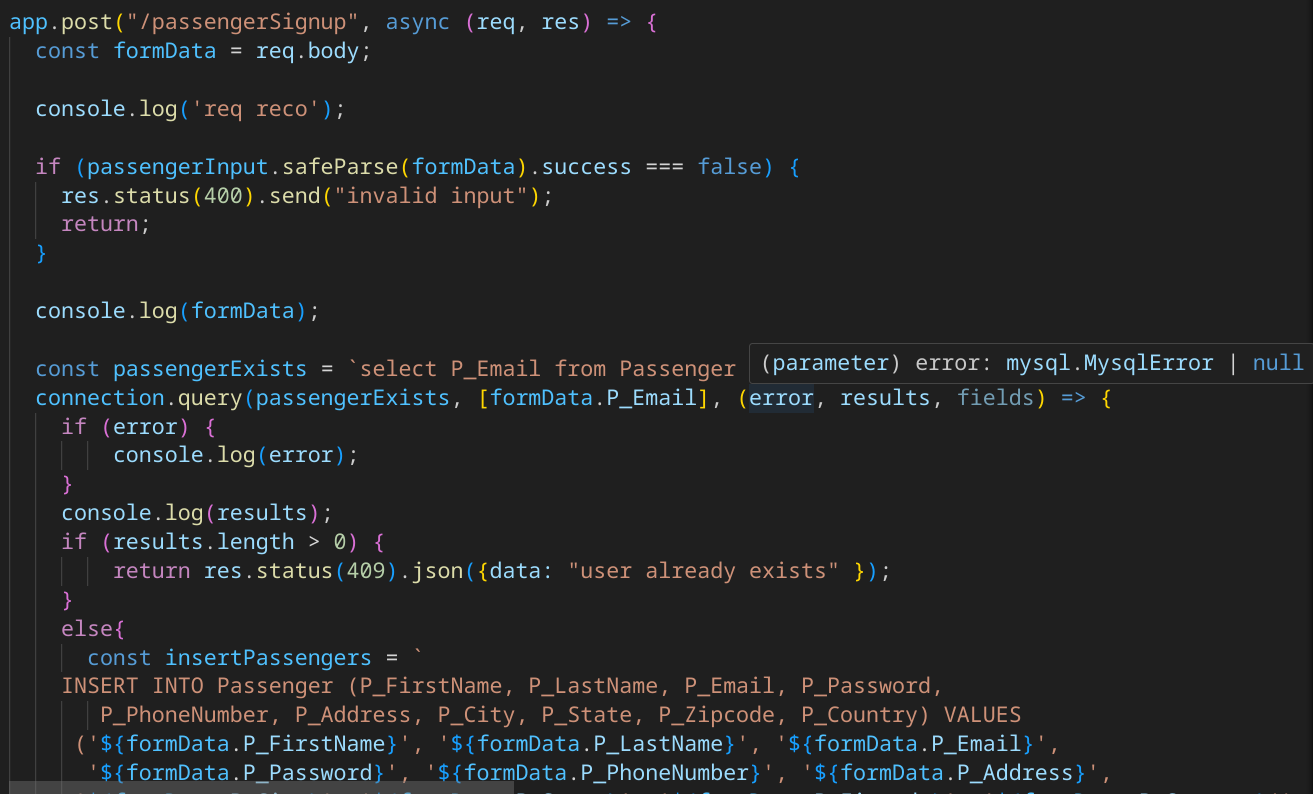 app.post("/passengerSignup", async (req, res) => {
const formData = req.body;
console.log('req reco');
if (passengerInput.safeParse(formData).success === false) {
res.status(400).send("invalid input");
return;
}
console.log(formData);
const passengerExists = `select P_Email from Passenger
(parameter) error: mysql.MysqlError | null
connection.query(passengerExists, [formData.P_Email], (error, results, fields) => {
if (error) {
console.log(error);
}
console.log(results);
if (results.length > 0) {
return res.status(409).json({data: "user already exists" });
}
else{
const insertPassengers = `
INSERT INTO Passenger (P_FirstName, P_LastName, P_Email, P_Password,
P_PhoneNumber, P_Address, P_City, P_State, P_Zipcode, P_Country) VALUES
('${formData.P_FirstName}', '${formData.P_LastName}', '${formData.P_Email}',
'${formData.P_Password}', '${formData.P_PhoneNumber}', '${formData.P_Address}',